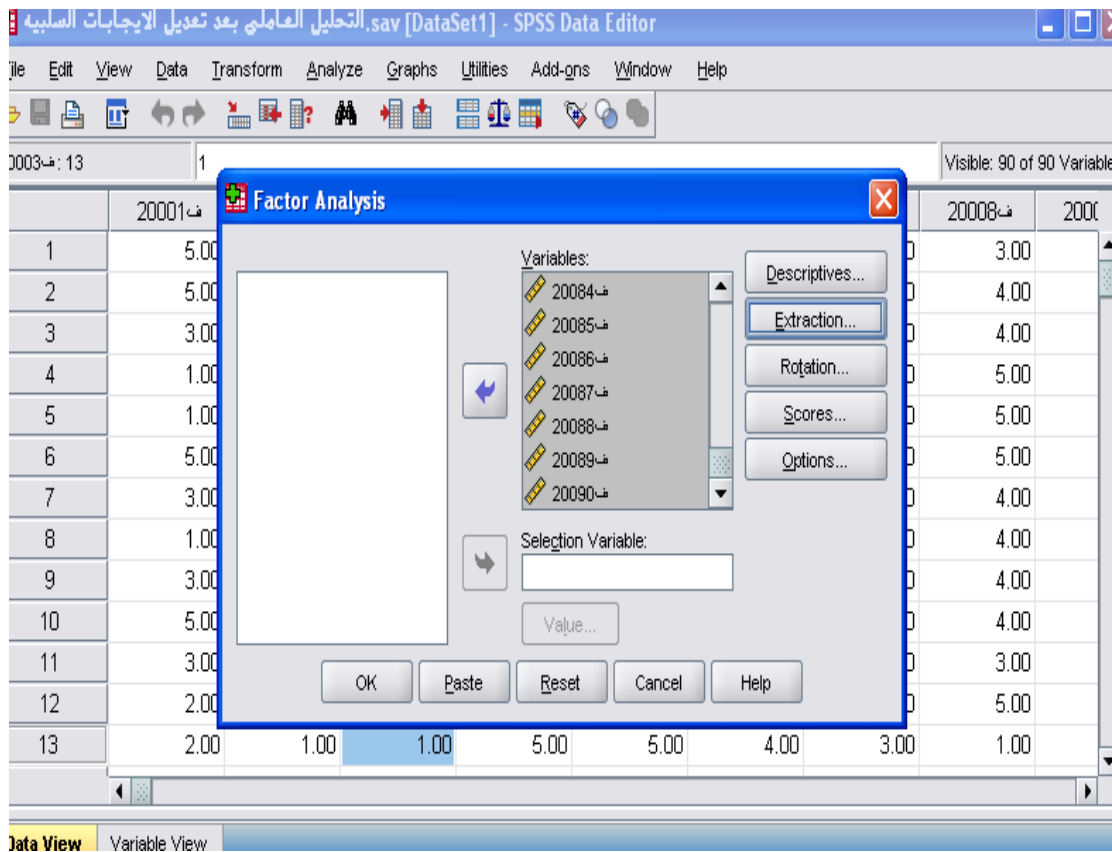 التحليل العاملي بعد تعديل الايجابات السلبيه.sav [DataSet1] - SPSS Data Editor
ile Edit View Data Transform Analyze Graphs Utilities Add-ons Window Help
0003ف : 13 1 Visible: 90 of 90 Variable
ف20001 ف20008 2000
Factor Analysis
Variables:
ف20084
ف20085
ف20086
ف20087
ف20088
ف20089
ف20090
Descriptives...
Extraction...
Rotation...
Scores...
Options...
Selection Variable:
Value...
OK Paste Reset Cancel Help
1 5.00 3.00
2 5.00 4.00
3 3.00 4.00
4 1.00 5.00
5 1.00 5.00
6 5.00 5.00
7 3.00 4.00
8 1.00 4.00
9 3.00 4.00
10 5.00 4.00
11 3.00 3.00
12 2.00 5.00
13 2.00 1.00 1.00 5.00 5.00 4.00 3.00 1.00
Data View Variable View